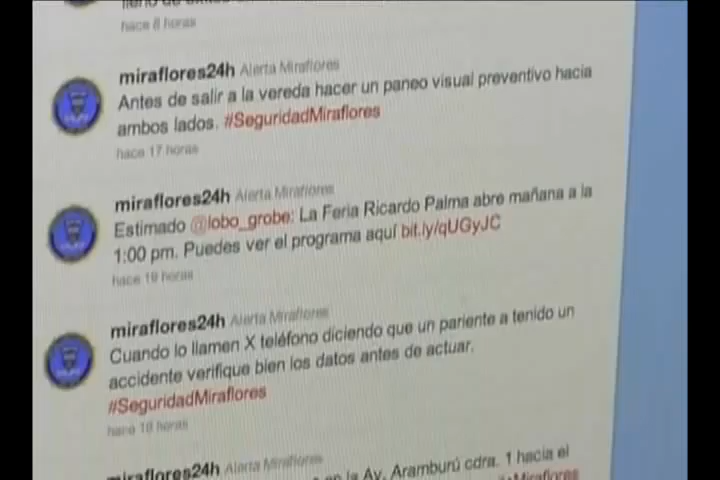 hace 8 horas
miraflores24h Alerta Miraflores
Antes de salir a la vereda hacer un paneo visual preventivo hacia
ambos lados. #SeguridadMiraflores
hace 17 horas
miraflores24h Alerta Miraflores
Estimado @lobo_grobe: La Feria Ricardo Palma abre mañana a la
1:00 pm. Puedes ver el programa aquí bit.ly/qUGyJC
hace 19 horas
miraflores24h Alerta Miraflores
Cuando lo llamen X teléfono diciendo que un pariente a tenido un
accidente verifique bien los datos antes de actuar.
#SeguridadMiraflores
hace 19 horas
miraflores24h Alerta Miraflores
en la Av. Aramburú cdra. 1 hacia el